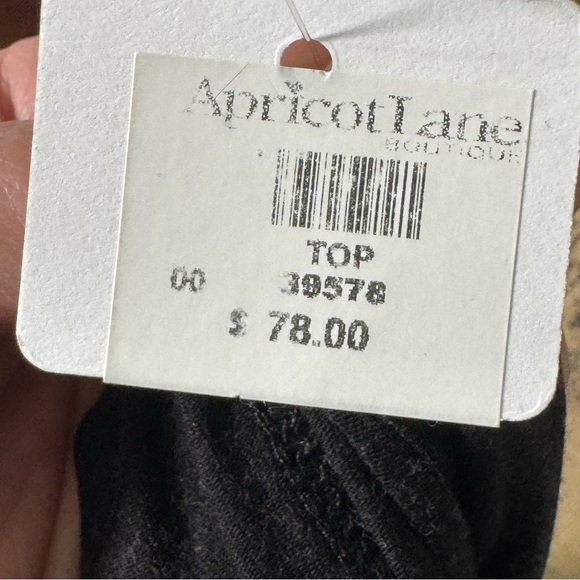 ApricotLane
BOUTIQUE
TOP
00 39578
$ 78.00